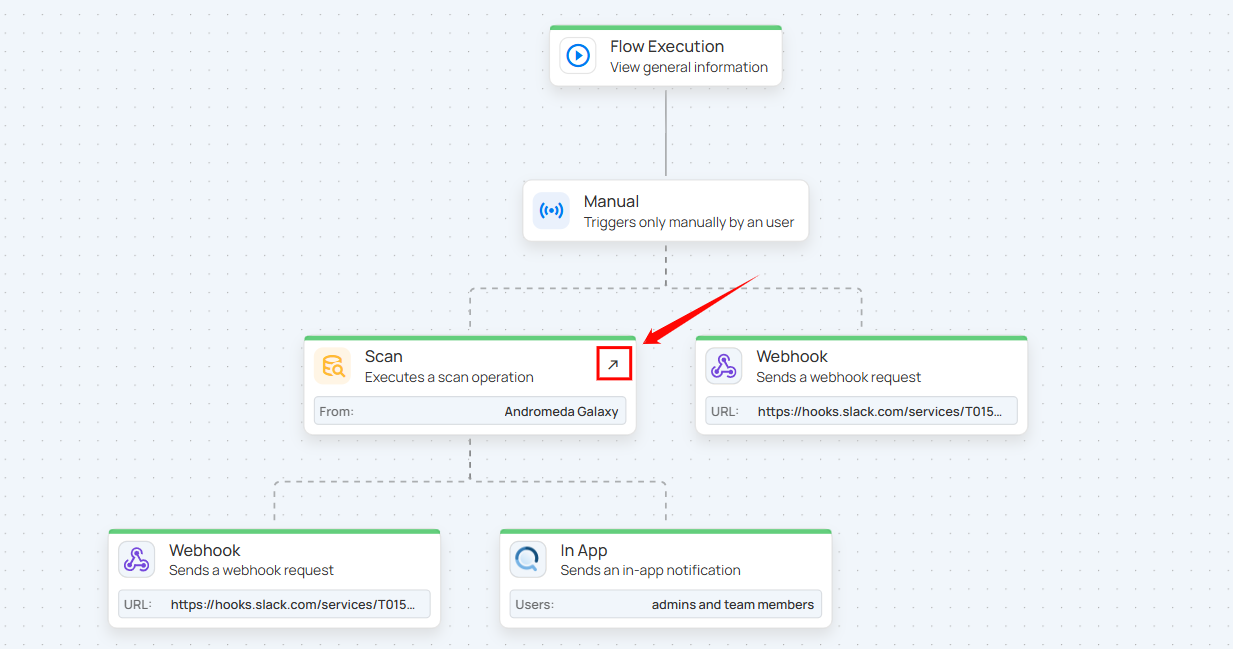 Flow Execution
View general information
Manual
Triggers only manually by an user
Scan
Executes a scan operation
From: Andromeda Galaxy
Webhook
Sends a webhook request
URL: https://hooks.slack.com/services/T015...
Webhook
Sends a webhook request
URL: https://hooks.slack.com/services/T015...
In App
Sends an in-app notification
Users: admins and team members